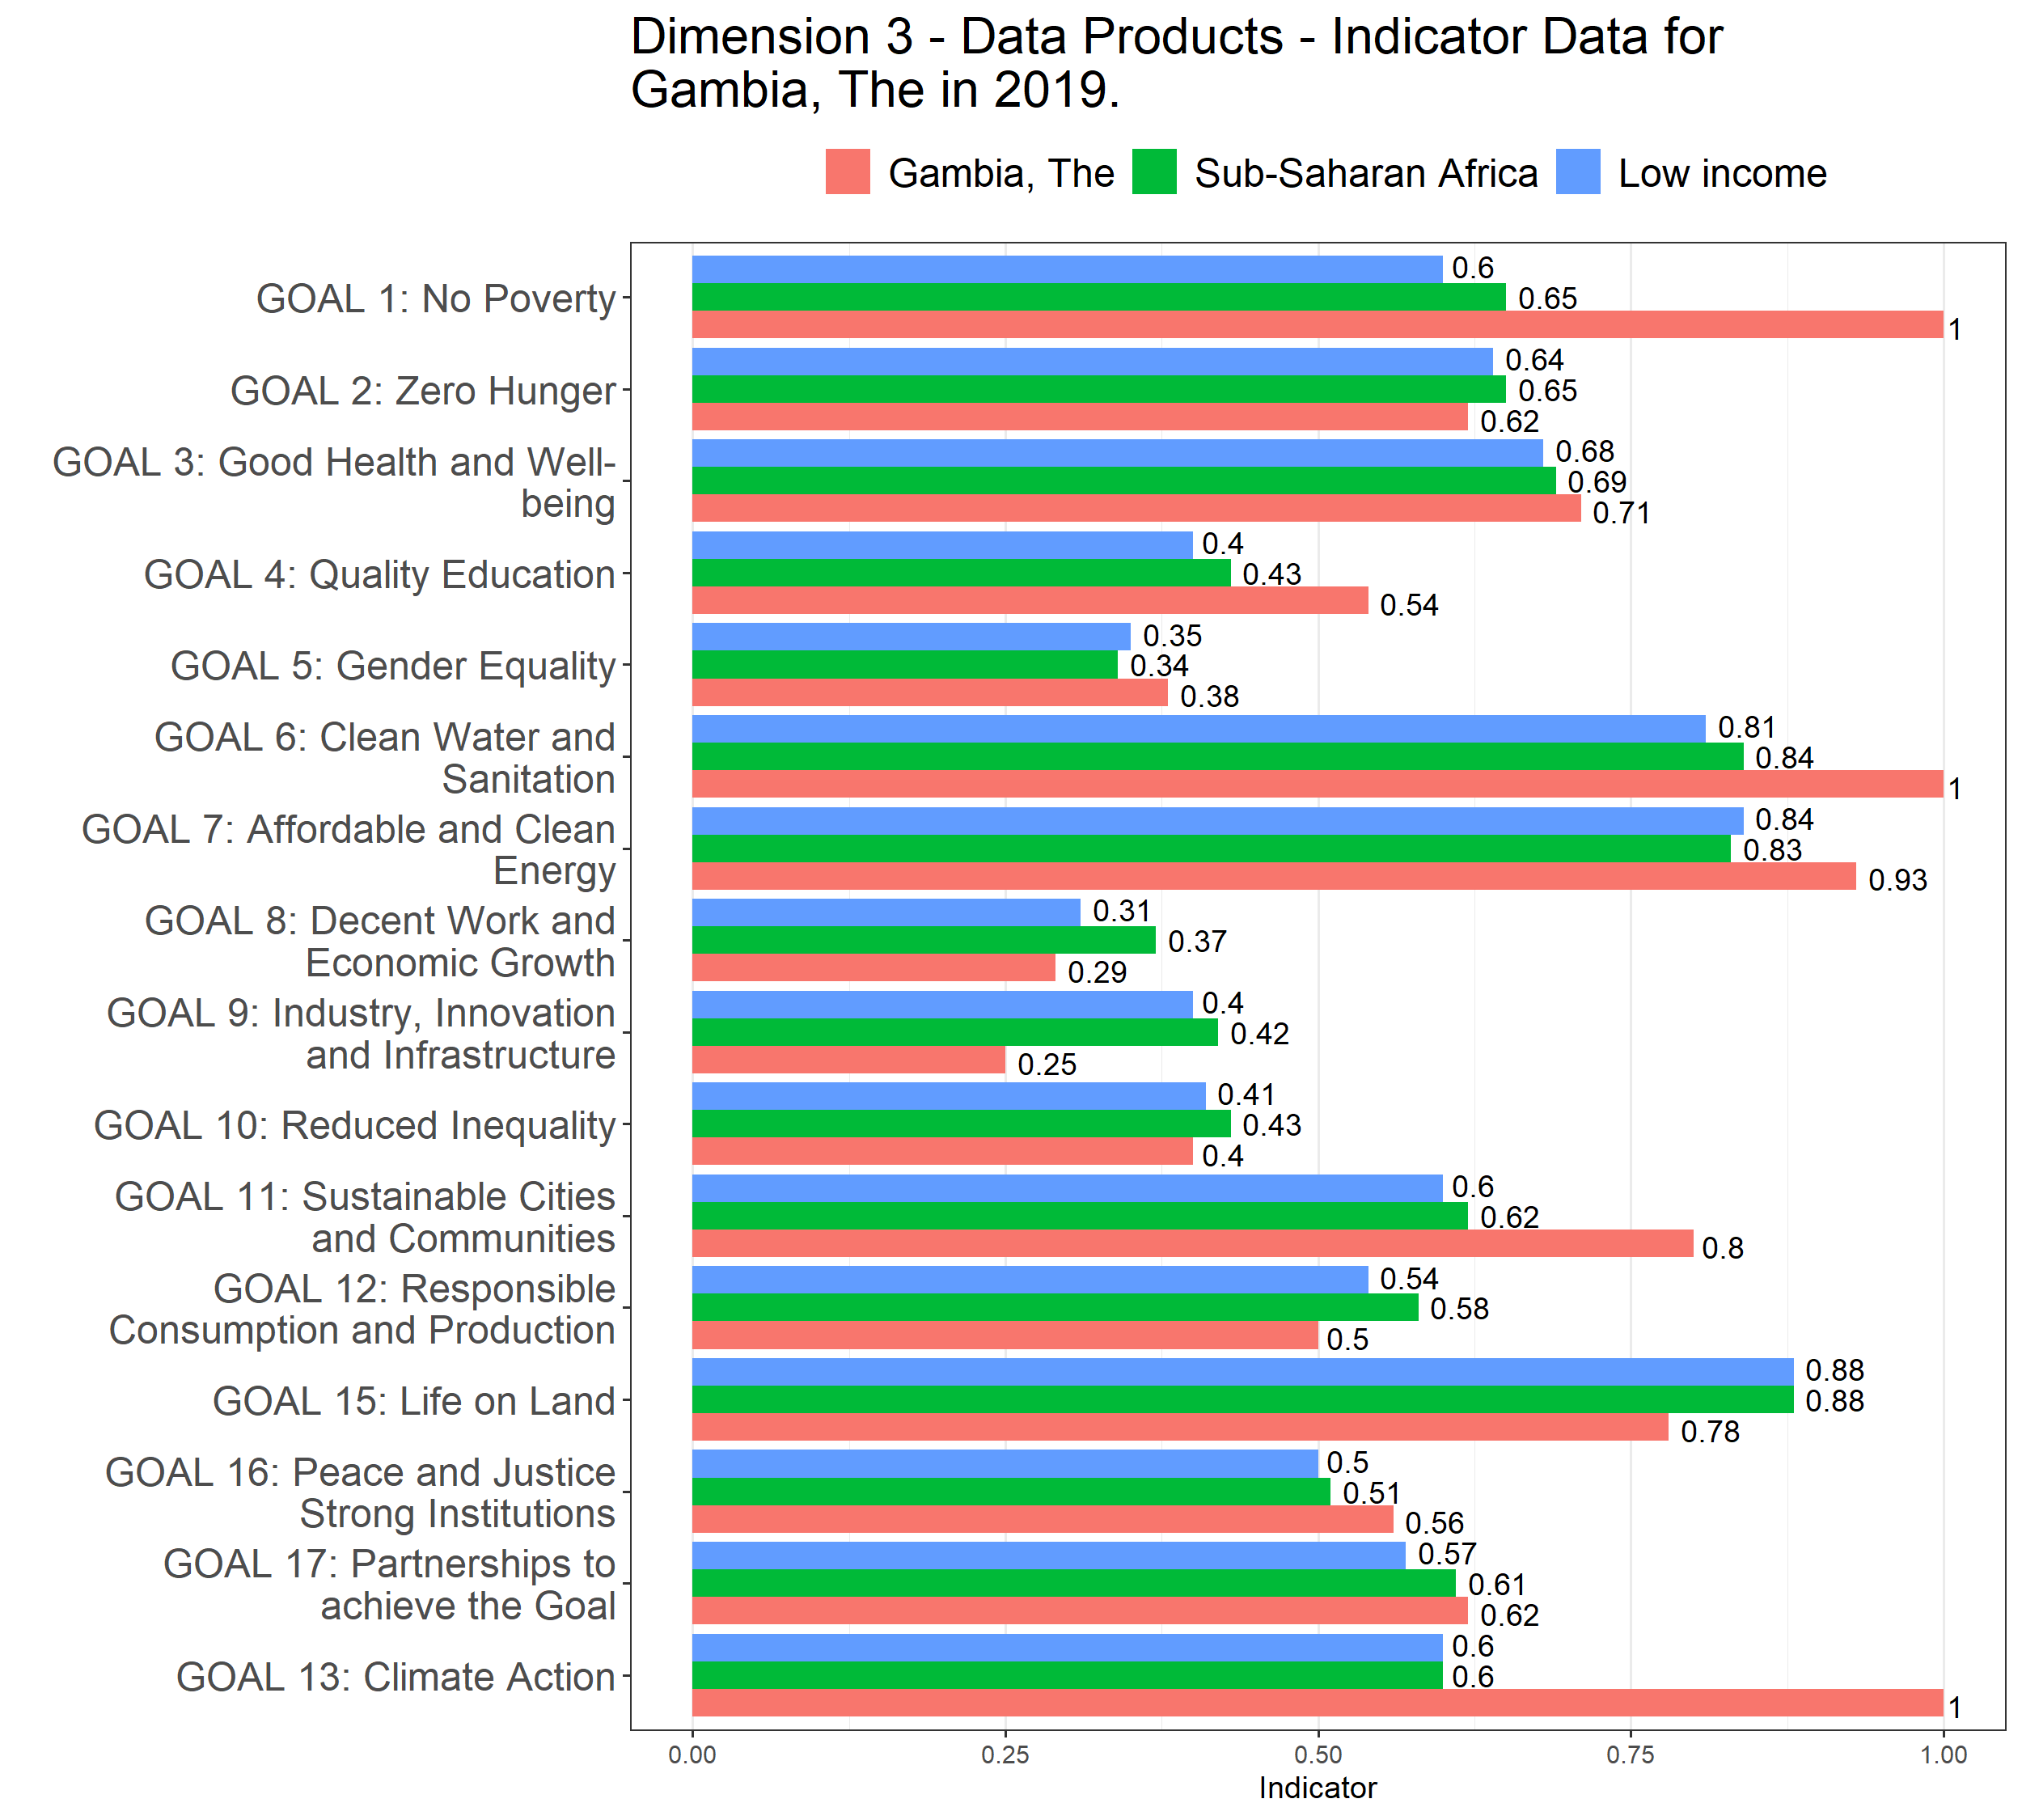 Dimension 3 - Data Products - Indicator Data for
Gambia, The in 2019.
Gambia, The
Sub-Saharan Africa
Low income
GOAL 1: No Poverty
0.6
0.65
1
GOAL 2: Zero Hunger
0.64
0.65
0.62
GOAL 3: Good Health and Well-
being
0.68
0.69
0.71
GOAL 4: Quality Education
0.4
0.43
0.54
GOAL 5: Gender Equality
0.35
0.34
0.38
GOAL 6: Clean Water and
Sanitation
0.81
0.84
1
GOAL 7: Affordable and Clean
Energy
0.84
0.83
0.93
GOAL 8: Decent Work and
Economic Growth
0.31
0.37
0.29
GOAL 9: Industry, Innovation
and Infrastructure
0.4
0.42
0.25
GOAL 10: Reduced Inequality
0.41
0.43
0.4
GOAL 11: Sustainable Cities
and Communities
0.6
0.62
0.8
GOAL 12: Responsible
Consumption and Production
0.54
0.58
0.5
GOAL 15: Life on Land
0.88
0.88
0.78
GOAL 16: Peace and Justice
Strong Institutions
0.5
0.51
0.56
GOAL 17: Partnerships to
achieve the Goal
0.57
0.61
0.62
GOAL 13: Climate Action
0.6
0.6
1
0.00
0.25
0.50
0.75
1.00
Indicator